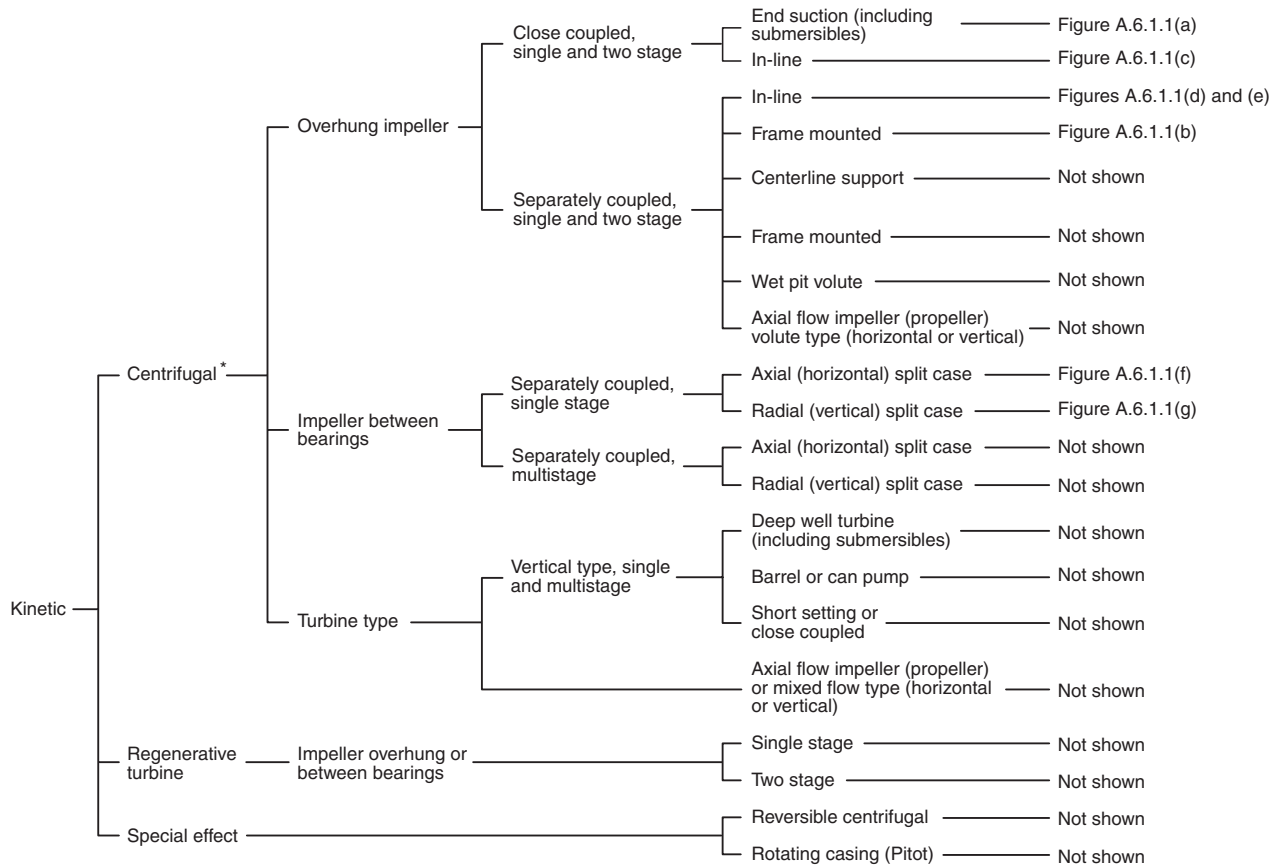 Kinetic
Centrifugal*
Overhung impeller
Close coupled,
single and two stage
End suction (including
submersibles)
Figure A.6.1.1(a)
In-line
Figure A.6.1.1(c)
Separately coupled,
single and two stage
In-line
Figures A.6.1.1(d) and (e)
Frame mounted
Figure A.6.1.1(b)
Centerline support
Not shown
Frame mounted
Not shown
Wet pit volute
Not shown
Axial flow impeller (propeller)
volute type (horizontal or vertical)
Not shown
Impeller between
bearings
Separately coupled,
single stage
Axial (horizontal) split case
Figure A.6.1.1(f)
Radial (vertical) split case
Figure A.6.1.1(g)
Separately coupled,
multistage
Axial (horizontal) split case
Not shown
Radial (vertical) split case
Not shown
Turbine type
Vertical type, single
and multistage
Deep well turbine
(including submersibles)
Not shown
Barrel or can pump
Not shown
Short setting or
close coupled
Not shown
Axial flow impeller (propeller)
or mixed flow type (horizontal
or vertical)
Not shown
Regenerative
turbine
Impeller overhung or
between bearings
Single stage
Not shown
Two stage
Not shown
Special effect
Reversible centrifugal
Not shown
Rotating casing (Pitot)
Not shown